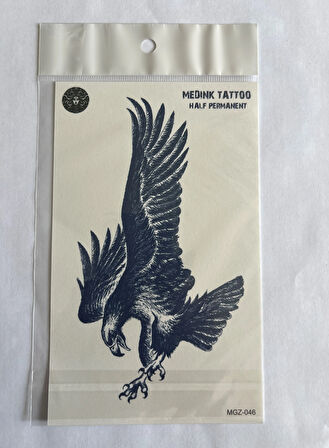 MEDINK TATTOO
HALF PERMANENT
MGZ-046